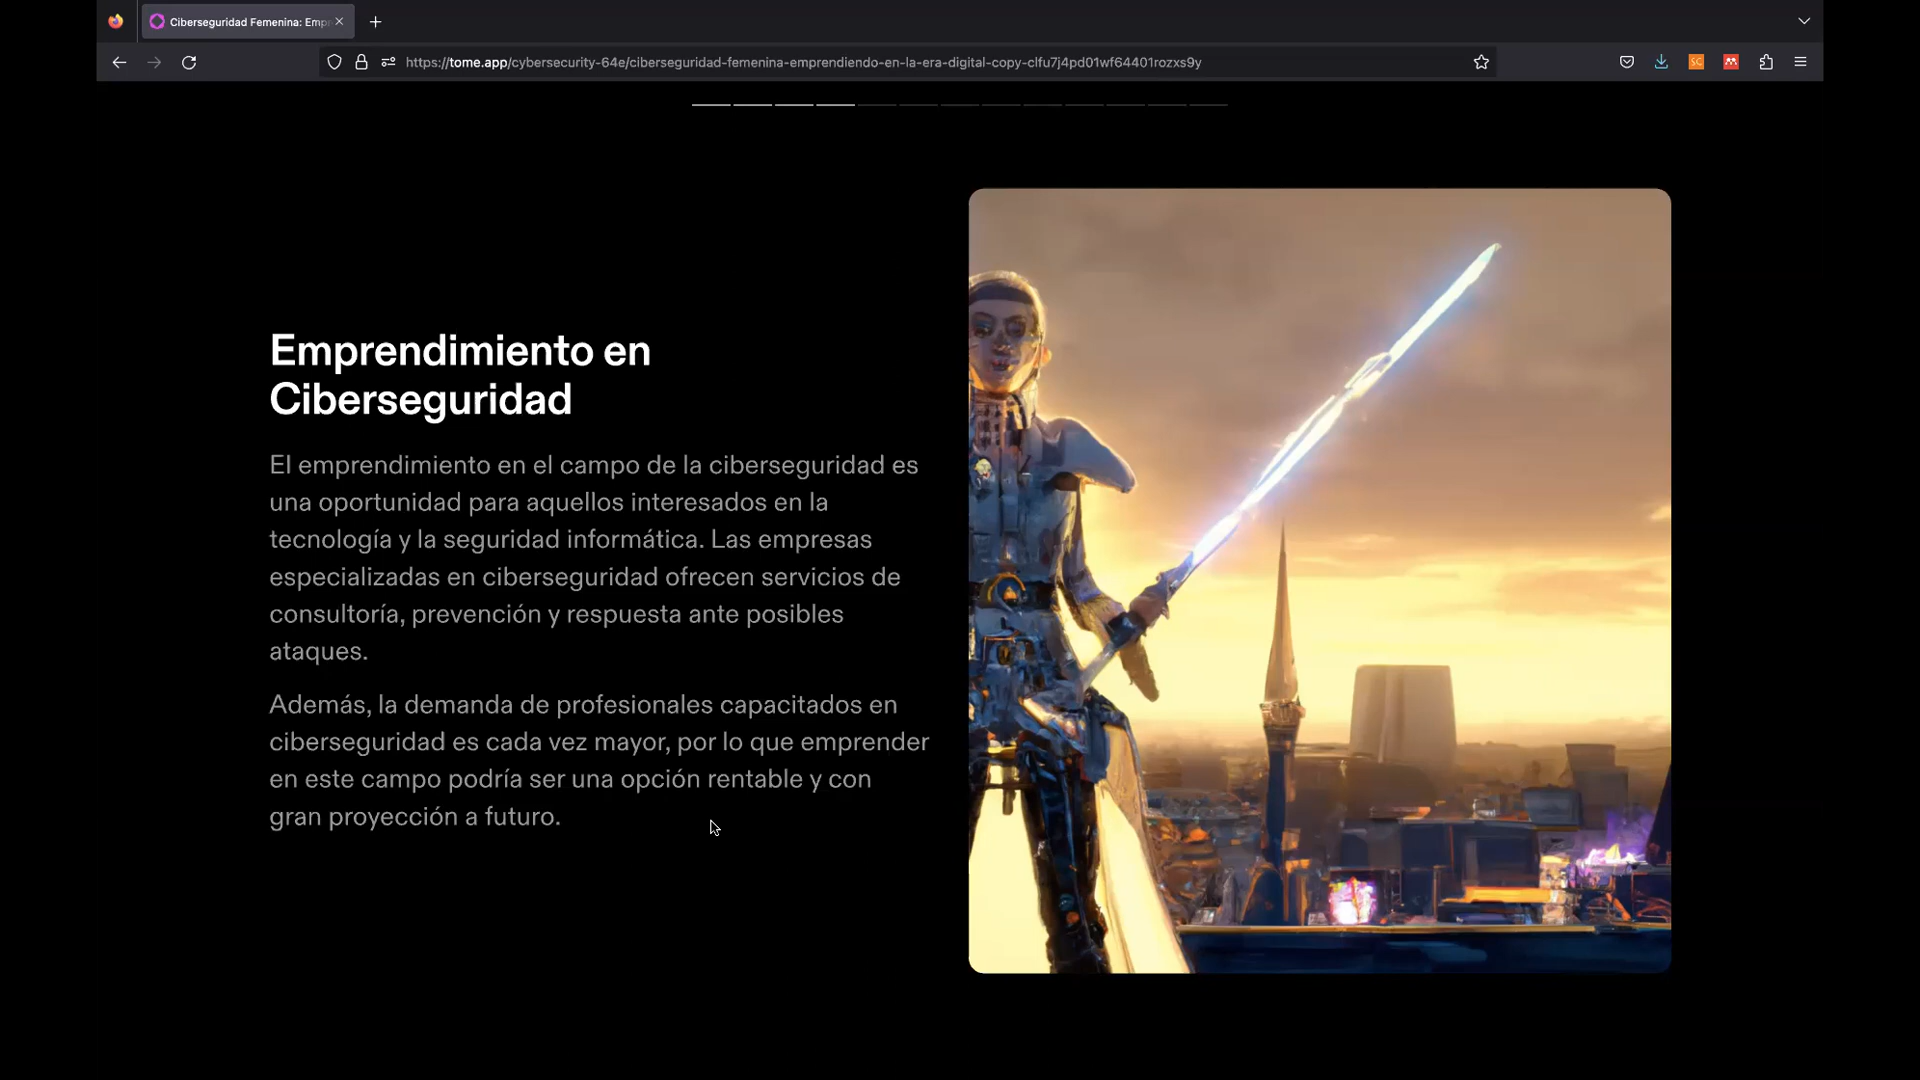 Ciberseguridad Femenina: Emp
https://tome.app/cybersecurity-64e/ciberseguridad-femenina-emprendiendo-en-la-era-digital-copy-clfu7j4pd01wf64401rozxs9y
SC
Emprendimiento en
Ciberseguridad
El emprendimiento en el campo de la ciberseguridad es
una oportunidad para aquellos interesados en la
tecnología y la seguridad informática. Las empresas
especializadas en ciberseguridad ofrecen servicios de
consultoría, prevención y respuesta ante posibles
ataques.
Además, la demanda de profesionales capacitados en
ciberseguridad es cada vez mayor, por lo que emprender
en este campo podría ser una opción rentable y con
gran proyección a futuro.